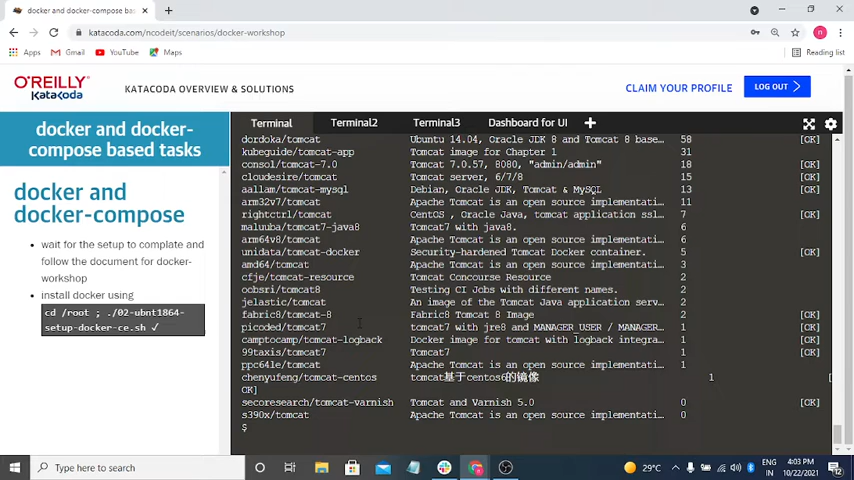 docker and docker-compose base
katacoda.com/ncodeit/scenarios/docker-workshop
n
Apps
Gmail
YouTube
Maps
Reading list
O'REILLY
Katacoda
KATACODA OVERVIEW & SOLUTIONS
CLAIM YOUR PROFILE
LOG OUT
docker and docker-
compose based tasks
docker and
docker-compose
wait for the setup to complate and
follow the document for docker-
workshop
install docker using
cd /root ; ./02-ubnt1864-
setup-docker-ce.sh ✓
Terminal
Terminal2
Terminal3
Dashboard for UI
dordoka/tomcat Ubuntu 14.04, Oracle JDK 8 and Tomcat 8 base… 58 [OK]
kubeguide/tomcat-app Tomcat image for Chapter 1 31
consol/tomcat-7.0 Tomcat 7.0.57, 8080, "admin/admin" 18 [OK]
cloudesire/tomcat Tomcat server, 6/7/8 15 [OK]
aallam/tomcat-mysql Debian, Oracle JDK, Tomcat & MySQL 13 [OK]
arm32v7/tomcat Apache Tomcat is an open source implementati… 11
rightctrl/tomcat CentOS , Oracle Java, tomcat application ssl… 7 [OK]
maluuba/tomcat7-java8 Tomcat7 with java8. 6
arm64v8/tomcat Apache Tomcat is an open source implementati… 6
unidata/tomcat-docker Security-hardened Tomcat Docker container. 5 [OK]
amd64/tomcat Apache Tomcat is an open source implementati… 3
cfje/tomcat-resource Tomcat Concourse Resource 2
ocbsri/tomcat8 Testing CI Jobs with different names. 2
jelastic/tomcat An image of the Tomcat Java application serv… 2
fabric8/tomcat-8 Fabric8 Tomcat 8 Image 2 [OK]
picoded/tomcat7 tomcat7 with jre8 and MANAGER_USER / MANAGER… 1 [OK]
camptocamp/tomcat-logback Docker image for tomcat with logback integra… 1 [OK]
99taxis/tomcat7 Tomcat7 1 [OK]
ppc64le/tomcat Apache Tomcat is an open source implementati… 1
chenyufeng/tomcat-centos tomcat基于centos6的镜像 1 [
OK]
secoresearch/tomcat-varnish Tomcat and Varnish 5.0 0 [OK]
s390x/tomcat Apache Tomcat is an open source implementati… 0
$
Type here to search
29°C
ENG
IN
4:03 PM
10/22/2021
12